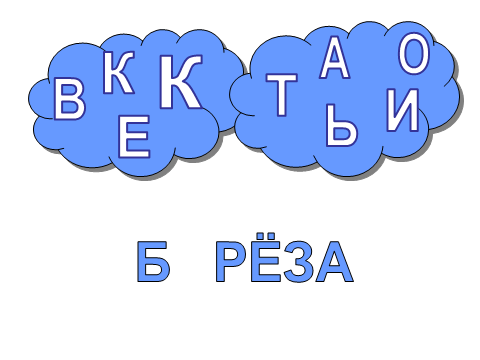 В К К Е Т А О Ь И
Б РЁЗА